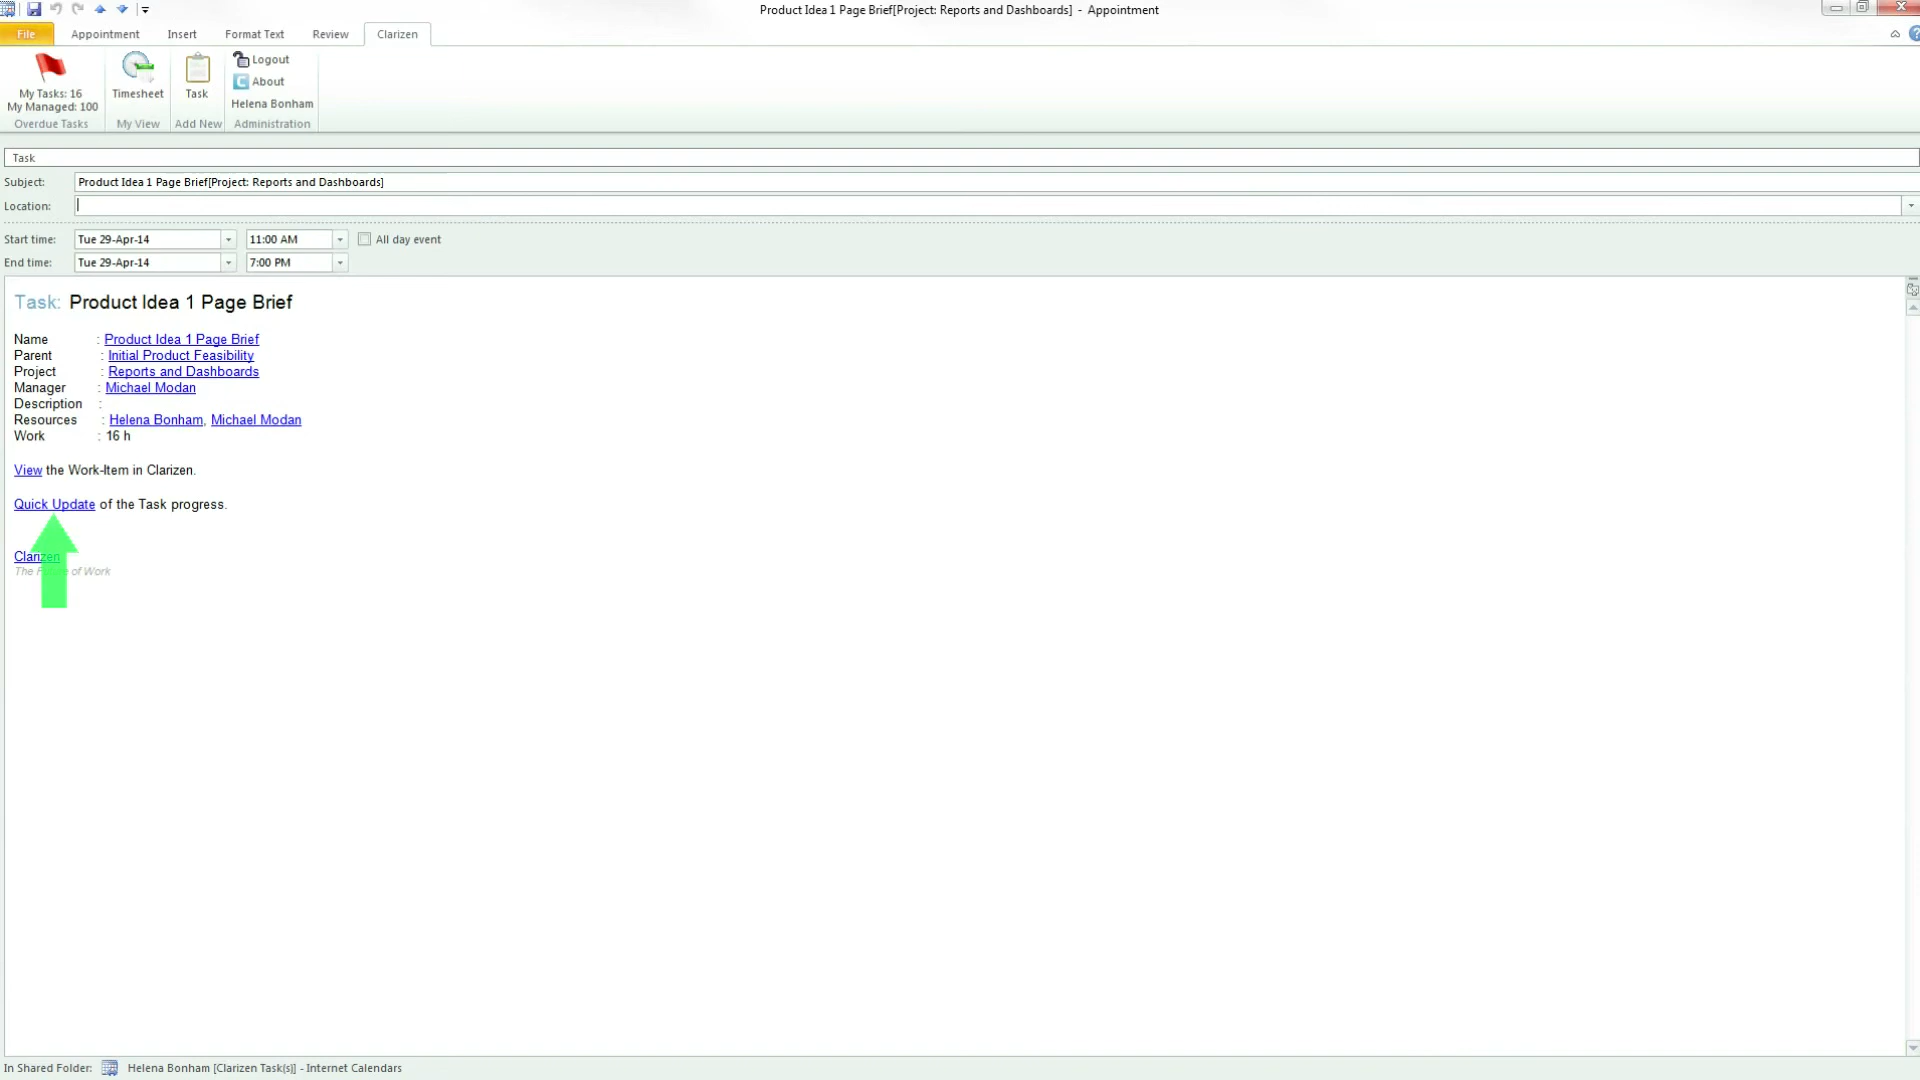 Product Idea 1 Page Brief[Project: Reports and Dashboards] - Appointment
File Appointment Insert Format Text Review Clarizen
My Tasks: 16
My Managed: 100
Overdue Tasks
Timesheet
My View
Task
Add New
Logout
About
Helena Bonham
Administration
Task
Subject: Product Idea 1 Page Brief[Project: Reports and Dashboards]
Location:
Start time: Tue 29-Apr-14 11:00 AM All day event
End time: Tue 29-Apr-14 7:00 PM
Task: Product Idea 1 Page Brief
Name : Product Idea 1 Page Brief
Parent : Initial Product Feasibility
Project : Reports and Dashboards
Manager : Michael Modan
Description :
Resources : Helena Bonham, Michael Modan
Work : 16 h
View the Work-Item in Clarizen.
Quick Update of the Task progress.
Clarizen
The Future of Work
In Shared Folder: Helena Bonham [Clarizen Task(s)] - Internet Calendars